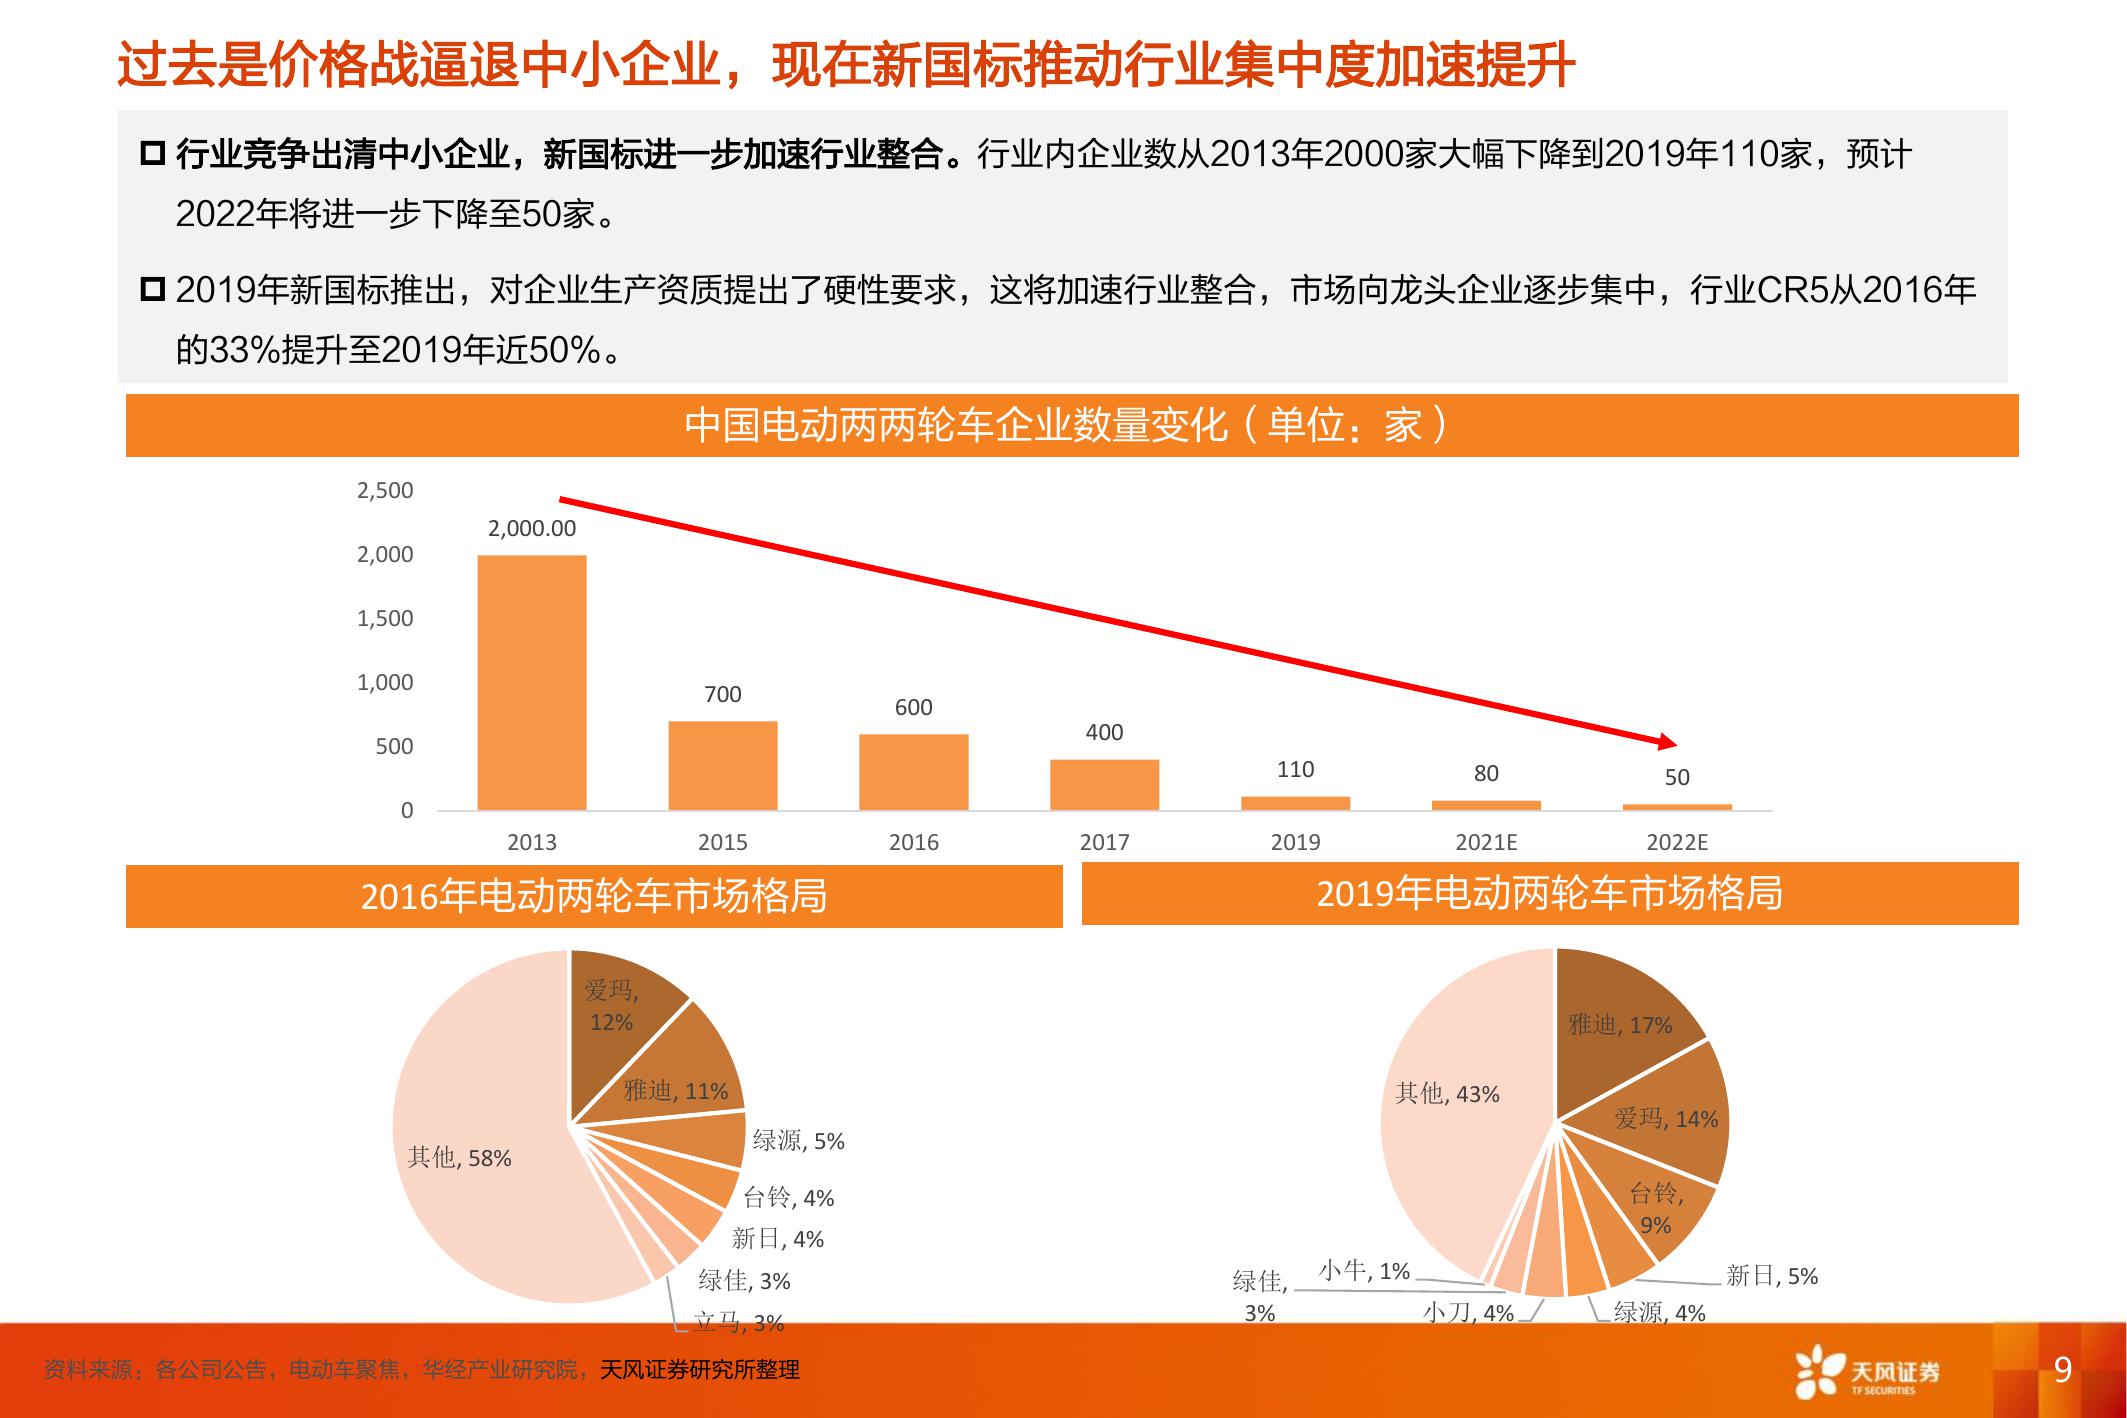 过去是价格战逼退中小企业，现在新国标推动行业集中度加速提升
行业竞争出清中小企业，新国标进一步加速行业整合。行业内企业数从2013年2000家大幅下降到2019年110家，预计
2022年将进一步下降至50家。
2019年新国标推出，对企业生产资质提出了硬性要求，这将加速行业整合，市场向龙头企业逐步集中，行业CR5从2016年
的33%提升至2019年近50%。
中国电动两两轮车企业数量变化（单位：家）
2,500
2,000
1,500
1,000
500
0
2,000.00
700
600
400
110
80
50
2013
2015
2016
2017
2019
2021E
2022E
2016年电动两轮车市场格局
爱玛,
12%
雅迪, 11%
绿源, 5%
台铃, 4%
新日, 4%
绿佳, 3%
立马, 3%
其他, 58%
2019年电动两轮车市场格局
雅迪, 17%
爱玛, 14%
台铃,
9%
新日, 5%
绿源, 4%
小刀, 4%
绿佳,
3%
小牛, 1%
其他, 43%
资料来源：各公司公告，电动车聚焦，华经产业研究院，天风证券研究所整理
天风证券
TF SECURITIES
9